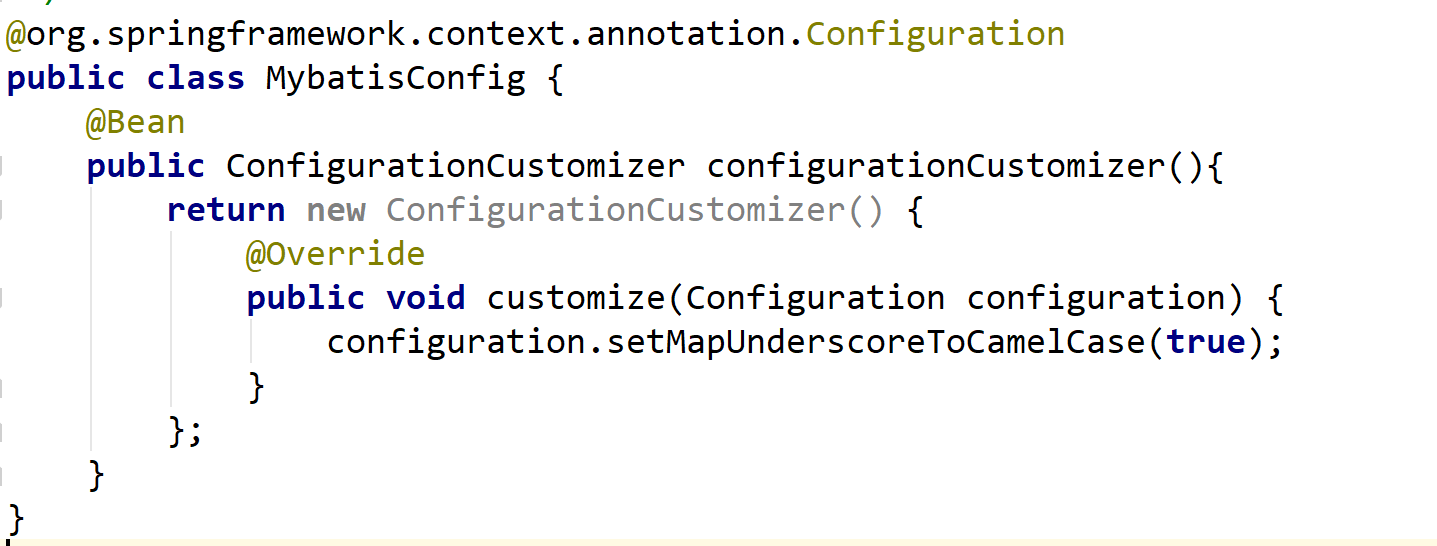 @org.springframework.context.annotation.Configuration
public class MybatisConfig {
    @Bean
    public ConfigurationCustomizer configurationCustomizer(){
        return new ConfigurationCustomizer() {
            @Override
            public void customize(Configuration configuration) {
                configuration.setMapUnderscoreToCamelCase(true);
            }
        };
    }
}